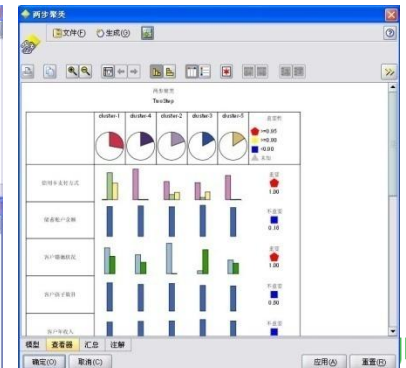 两步聚类
文件(F) 生成(G)
两步聚类
TwoStep
cluster-1 cluster-4 cluster-2 cluster-3 cluster-5 重要性
>=0.95
>=0.90
<0.90
未知
信用卡支付方式 重要 1.00
储蓄账户金额 不重要 0.10
客户婚姻状况 重要 1.00
客户孩子数目 不重要
客户年收入 不重要
模型 查看器 汇总 注解
确定(O) 取消(C) 应用(A) 重置(R)